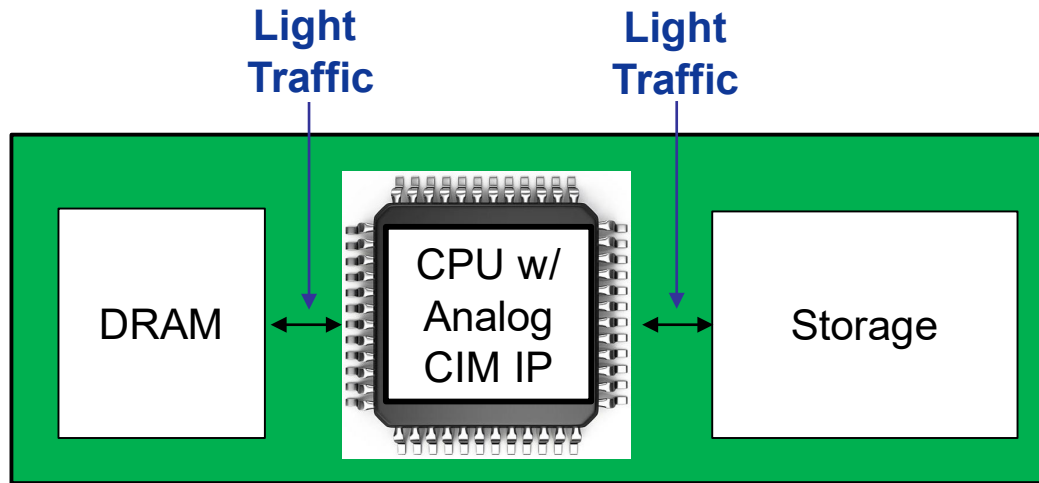 Light
Traffic
Light
Traffic
DRAM
CPU w/
Analog
CIM IP
Storage